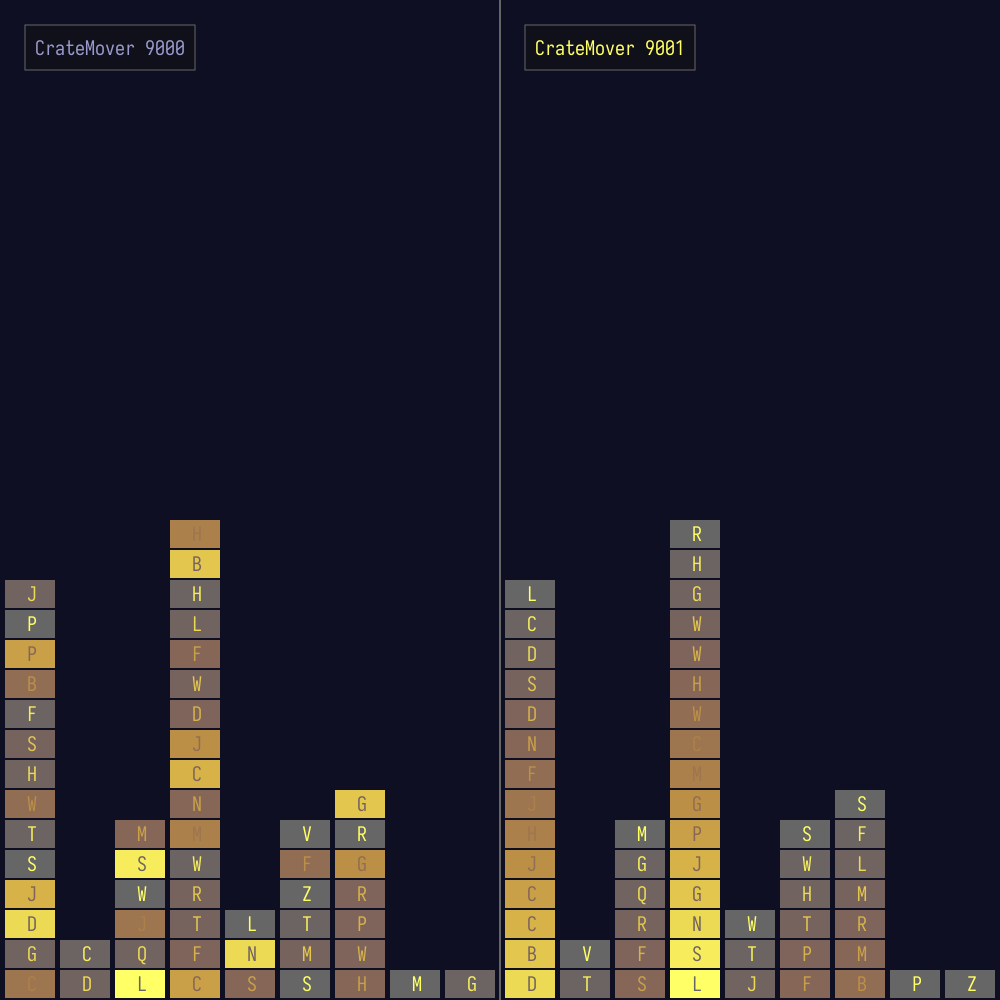 CrateMover 9000 CrateMover 9001
H R
B H
J H L G
P L C W
P F D W
B W S H
F D D W
S J N C
H C F M
W N G J G S
T M M V R H M P S F
S S W F G J G J W L
J W W R Z R C Q G H M
D J R L T P C R N W T R
G C Q T N F M W B V F S T P M
C D L C S S H M G D T S L J F B P Z